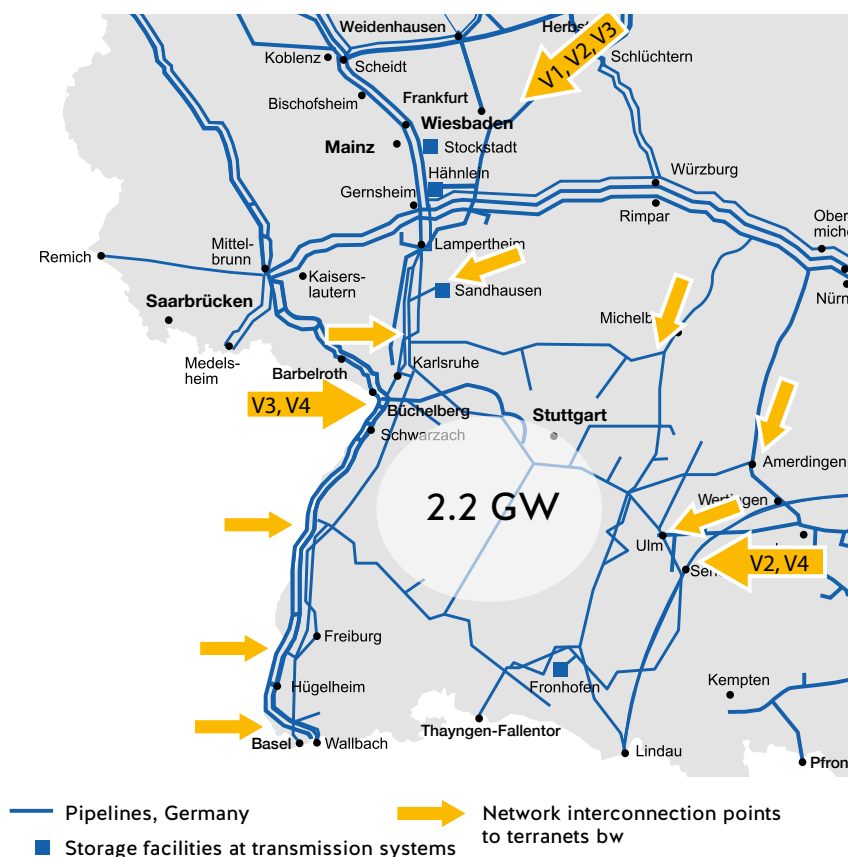 Weidenhausen
Herbst
V1, V2, V3
Koblenz
Scheidt
Schlüchtern
Bischofsheim
Frankfurt
Wiesbaden
Mainz
Stockstadt
Hähnlein
Würzburg
Gernsheim
Rimpar
Ober
miche
Lampertheim
Mittel-
brunn
Remich
Kaisers-
lautern
Sandhausen
Nürn
Saarbrücken
Michelb
Medels-
heim
Barbelroth
Karlsruhe
V3, V4
Büchelberg
Stuttgart
Schwarzach
Amerdingen
2.2 GW
Wertingen
Ulm
Sen
V2, V4
Freiburg
Hügelheim
Fronhofen
Kempten
Thayngen-Fallentor
Basel
Wallbach
Lindau
Pfron
Pipelines, Germany
Storage facilities at transmission systems
Network interconnection points
to terranets bw